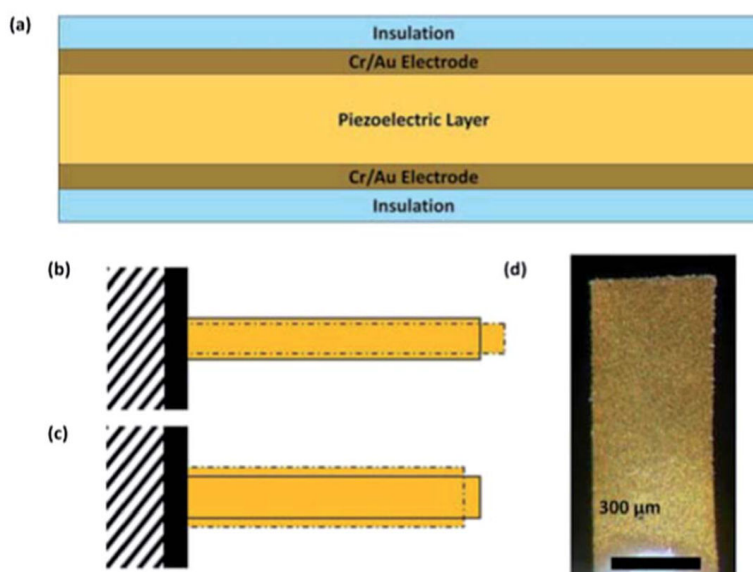 (a)
Insulation
Cr/Au Electrode
Piezoelectric Layer
Cr/Au Electrode
Insulation
(b)
(d)
(c)
300 µm